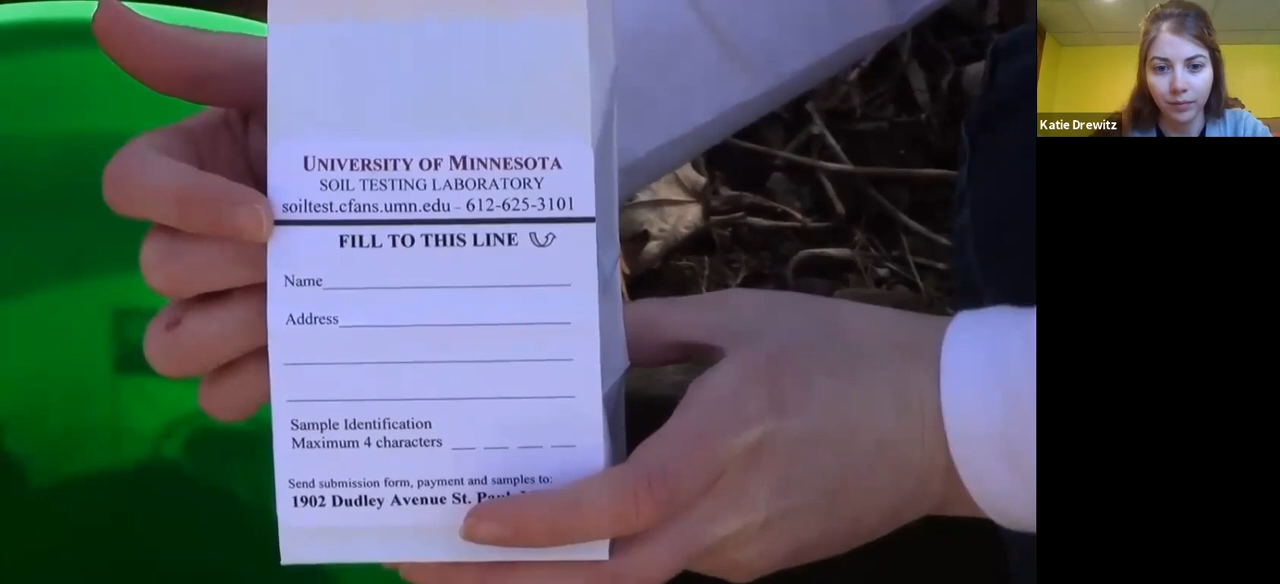 UNIVERSITY OF MINNESOTA
SOIL TESTING LABORATORY
soiltest.cfans.umn.edu – 612-625-3101
FILL TO THIS LINE
Name
Address
Sample Identification
Maximum 4 characters
Send submission form, payment and samples to:
1902 Dudley Avenue St.
Katie Drewitz